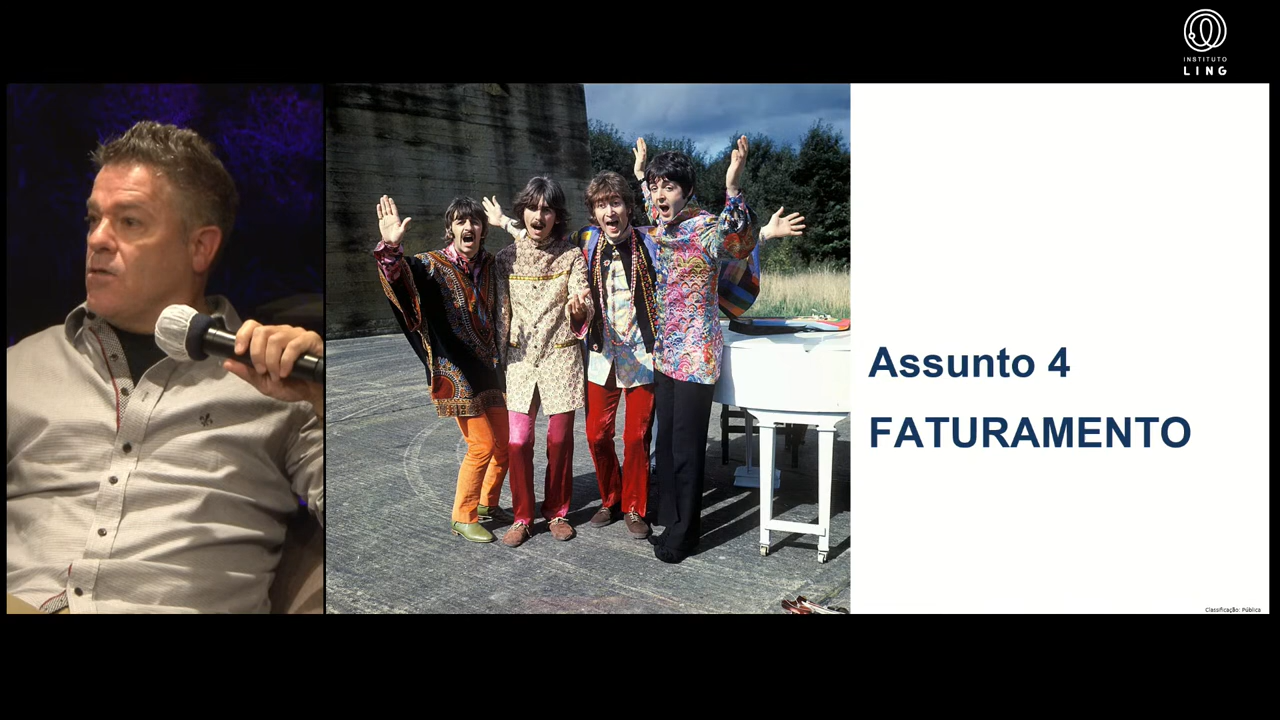 INSTITUTO
LING
Assunto 4
FATURAMENTO
Classificação: Pública